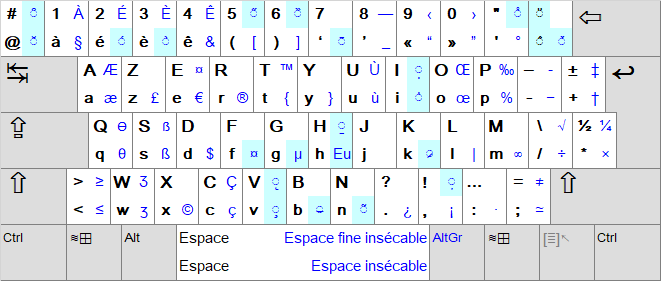 # 1 À 2 É 3 È 4 Ê 5 6 7 8 — 9 ‹ 0 › "
@ à § é è ê & ( [ ) ] ‘ ' _ « “ » ” ' °
A Æ Z E ¤ R T ™ Y U Ù I O Œ P ‰ — - ± ‡
a æ z £ e € r ® t { y } u ù i o œ p % - – + †
Q ϴ S ß D F G H J K L M \ √ ½ ¼
q θ s ß d $ f ¤ g µ h Eu j k l | m ∞ / ÷ * ×
> ≥ W Ʒ X C Ç V B N ? ! … = ≠
< ≤ w ʒ x © c ç v b n . ¿ , ¡ : · ; ≃
Ctrl Alt Espace Espace fine insécable AltGr Ctrl
Espace Espace insécable